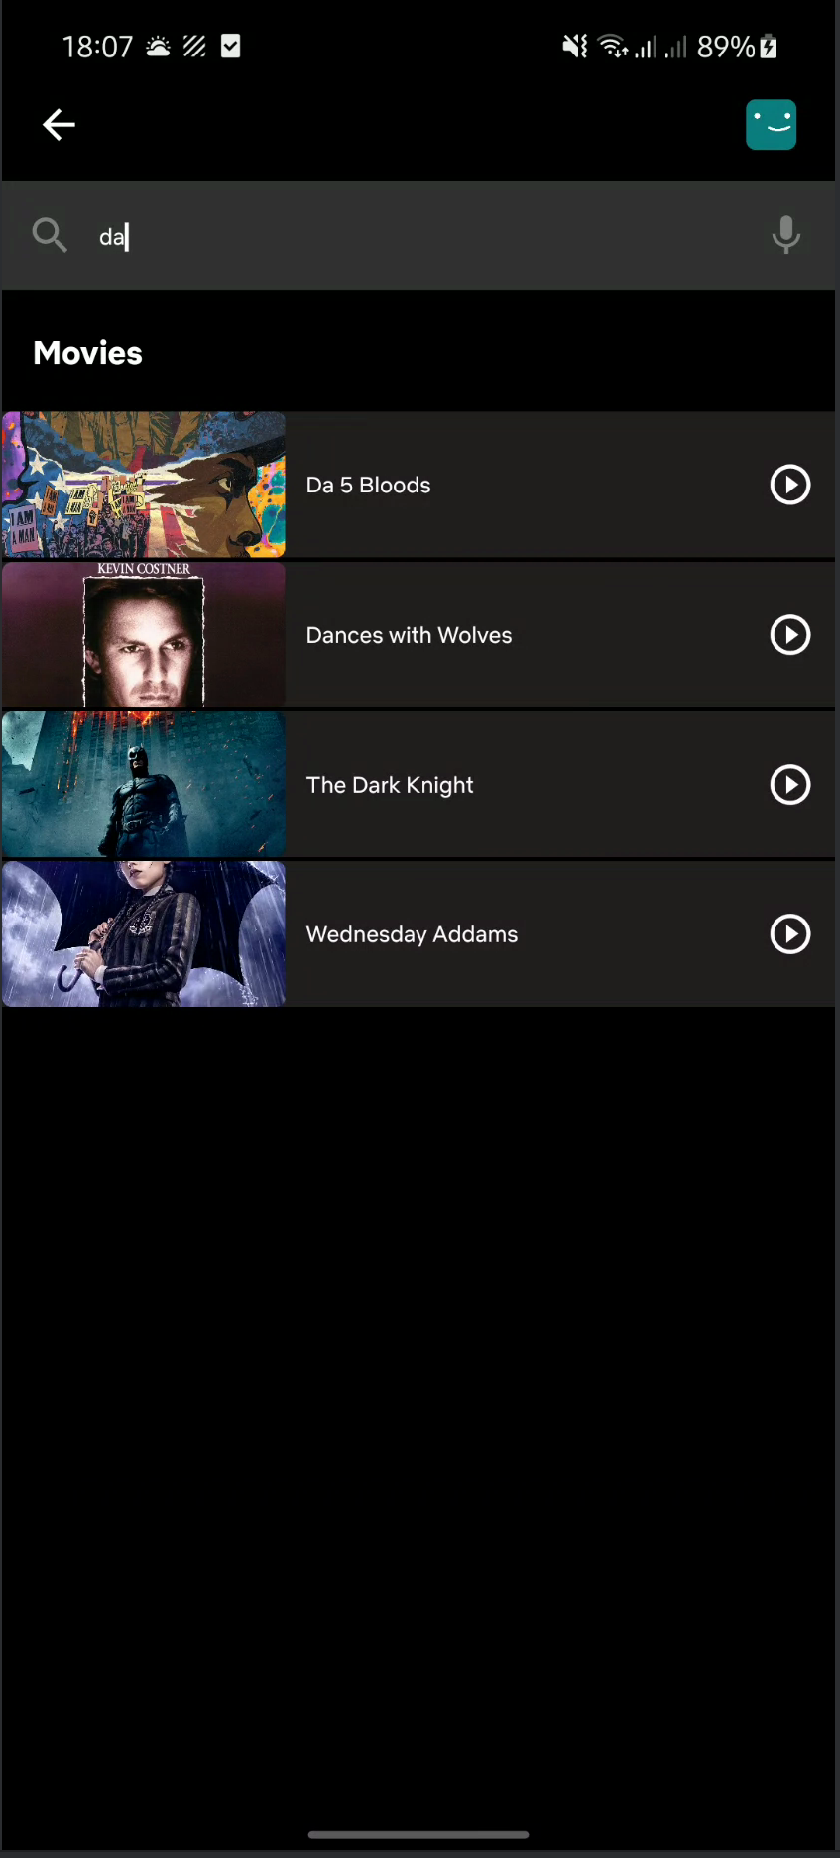 18:07 89%
da
Movies
I AM
A MAN
Da 5 Bloods
KEVIN COSTNER
Dances with Wolves
The Dark Knight
Wednesday Addams